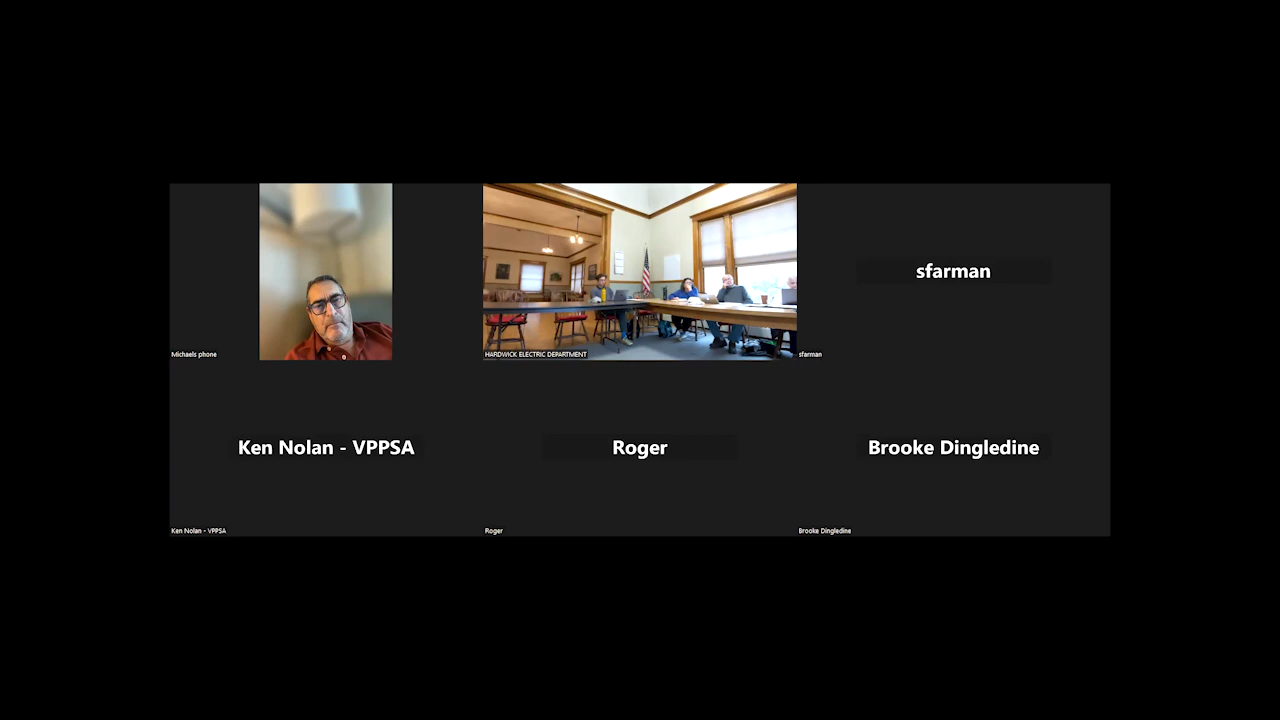 sfarman
Michaels phone
HARDWICK ELECTRIC DEPARTMENT
sfarman
Ken Nolan - VPPSA
Roger
Brooke Dingledine
Ken Nolan - VPPSA
Roger
Brooke Dingledine